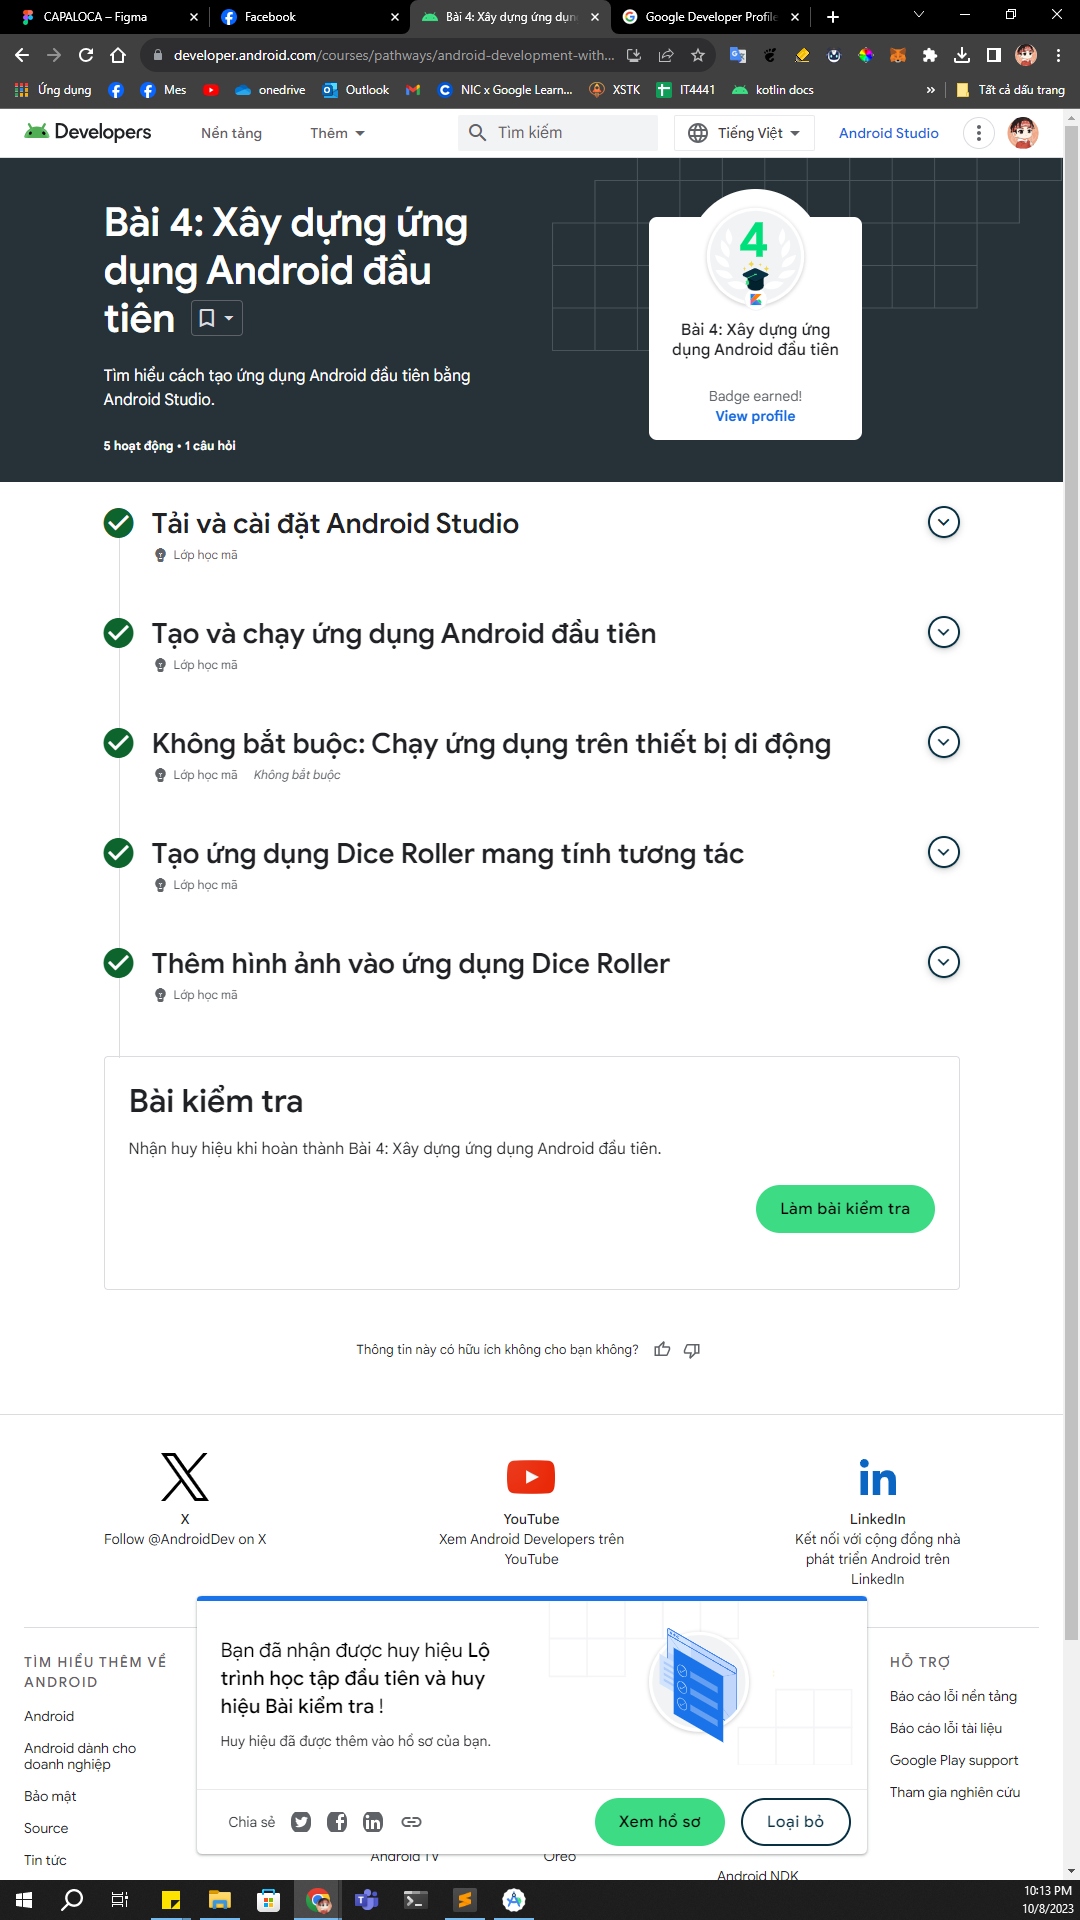 CAPALOCA – Figma
Facebook
Bài 4: Xây dựng ứng dụn
Google Developer Profile
developer.android.com/courses/pathways/android-development-with...
Ứng dụng
Mes
onedrive
Outlook
NIC x Google Learn...
XSTK
IT4441
kotlin docs
»
Tất cả dấu trang
Developers
Nền tảng
Thêm
Tìm kiếm
Tiếng Việt
Android Studio
Bài 4: Xây dựng ứng
dụng Android đầu
tiên
Tìm hiểu cách tạo ứng dụng Android đầu tiên bằng
Android Studio.
5 hoạt động • 1 câu hỏi
4
Bài 4: Xây dựng ứng
dụng Android đầu tiên
Badge earned!
View profile
Tải và cài đặt Android Studio
Lớp học mã
Tạo và chạy ứng dụng Android đầu tiên
Lớp học mã
Không bắt buộc: Chạy ứng dụng trên thiết bị di động
Lớp học mã Không bắt buộc
Tạo ứng dụng Dice Roller mang tính tương tác
Lớp học mã
Thêm hình ảnh vào ứng dụng Dice Roller
Lớp học mã
Bài kiểm tra
Nhận huy hiệu khi hoàn thành Bài 4: Xây dựng ứng dụng Android đầu tiên.
Làm bài kiểm tra
Thông tin này có hữu ích không cho bạn không?
X
Follow @AndroidDev on X
YouTube
Xem Android Developers trên
YouTube
LinkedIn
Kết nối với cộng đồng nhà
phát triển Android trên
LinkedIn
TÌM HIỂU THÊM VỀ
ANDROID
Android
Android dành cho
doanh nghiệp
Bảo mật
Source
Tin tức
Bạn đã nhận được huy hiệu Lộ
trình học tập đầu tiên và huy
hiệu Bài kiểm tra !
Huy hiệu đã được thêm vào hồ sơ của bạn.
Chia sẻ
Xem hồ sơ
Loại bỏ
Android TV
Oreo
Android NDK
HỖ TRỢ
Báo cáo lỗi nền tảng
Báo cáo lỗi tài liệu
Google Play support
Tham gia nghiên cứu
10:13 PM
10/8/2023